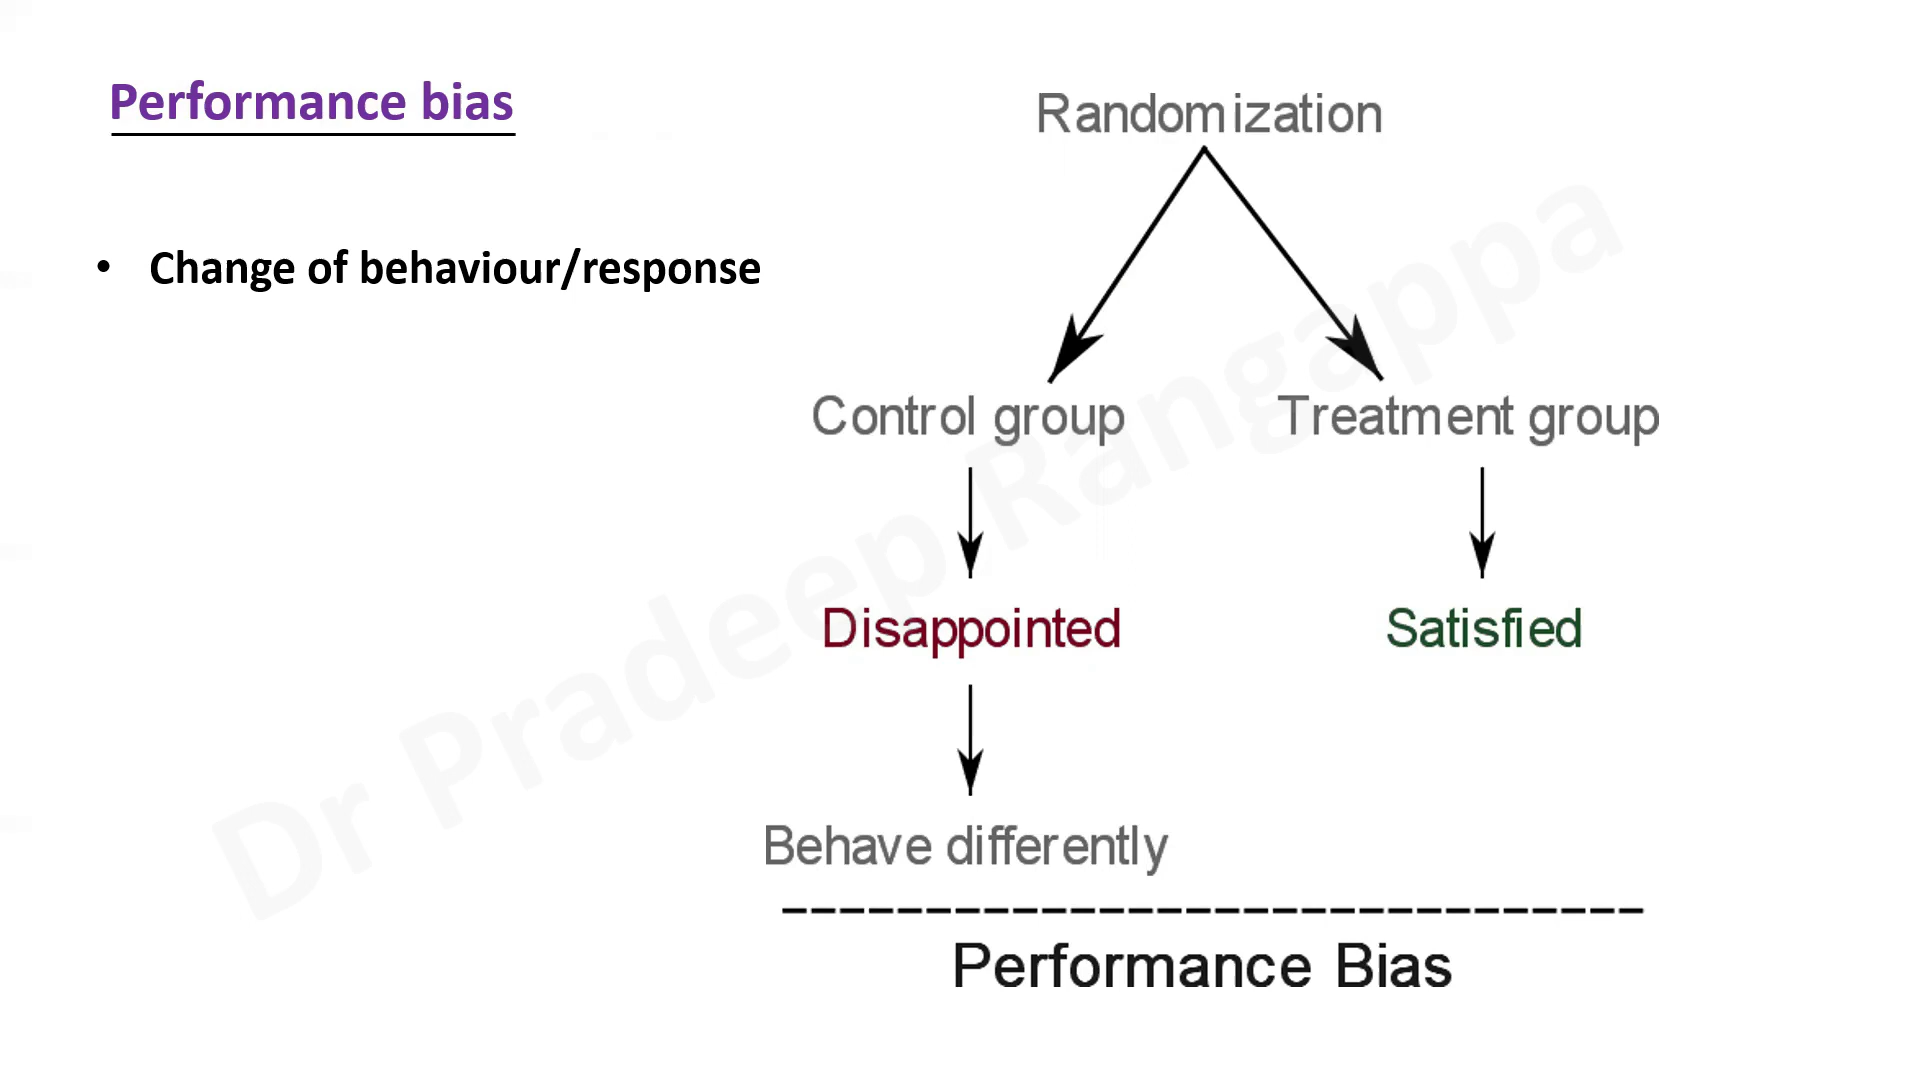 Performance bias
• Change of behaviour/response
Randomization
Control group
Treatment group
Disappointed
Satisfied
Behave differently
Performance Bias
Dr Pradeep Rangappa